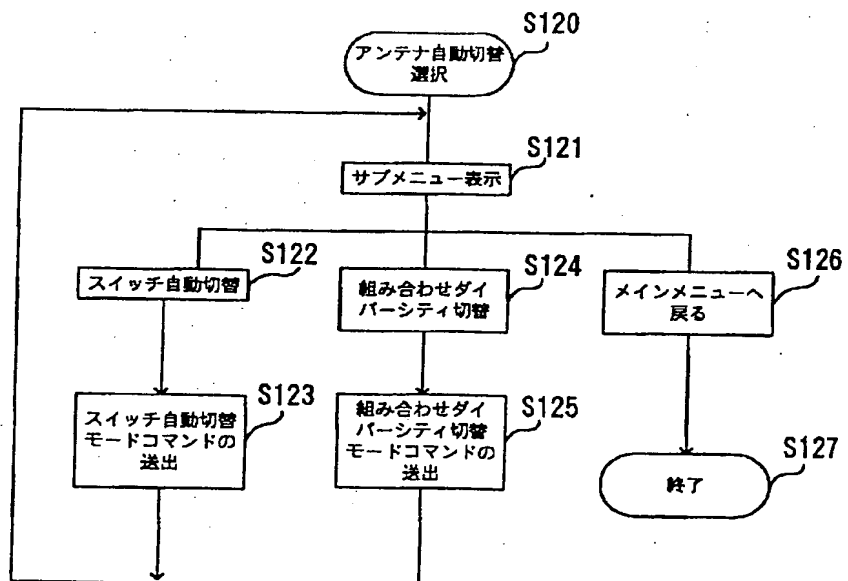 S120
アンテナ自動切替
選択
S121
サブメニュー表示
S122
スイッチ自動切替
S124
組み合わせダイ
バーシティ切替
S126
メインメニューへ
戻る
S123
スイッチ自動切替
モードコマンドの
送出
S125
組み合わせダイ
バーシティ切替
モードコマンドの
送出
S127
終了